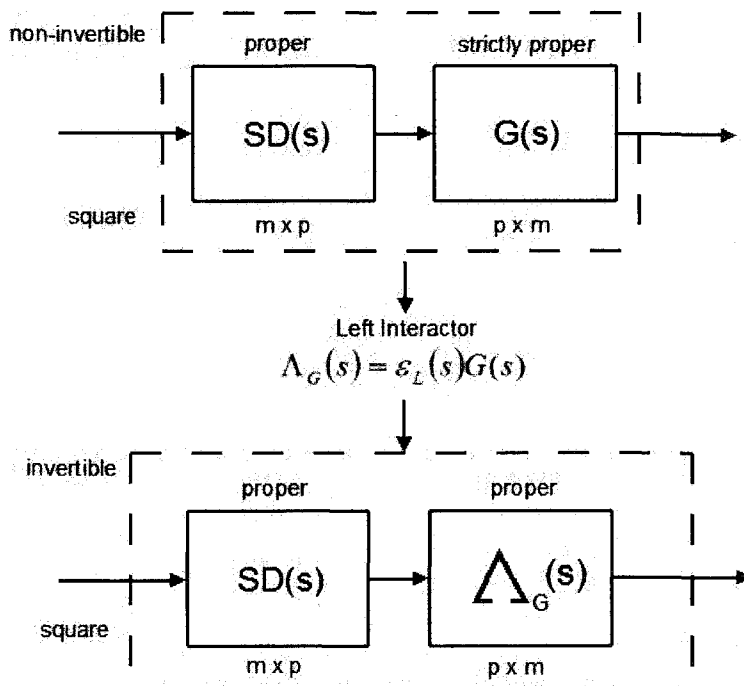 non-invertible
proper
strictly proper
SD(s)
G(s)
square
m x p
p x m
Left Interactor
Λ_G(s) = ε_L(s)G(s)
invertible
proper
proper
SD(s)
Λ_G(s)
square
m x p
p x m